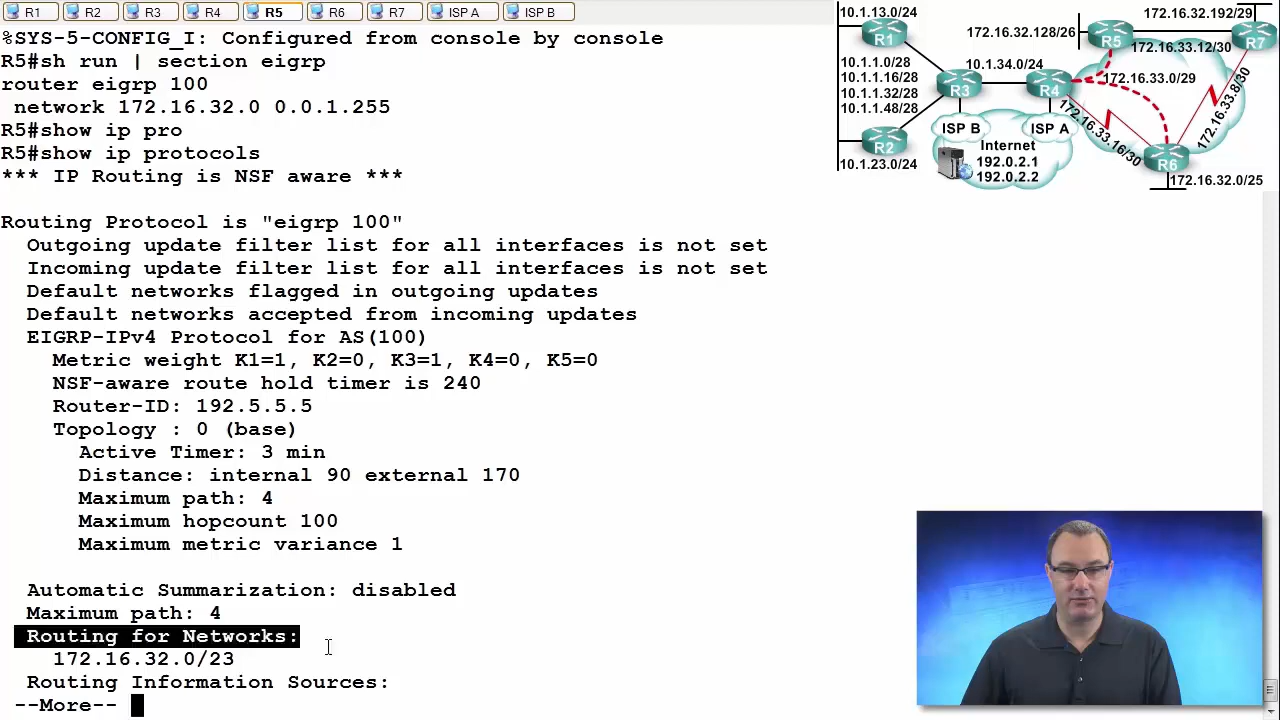 R1 R2 R3 R4 R5 R6 R7 ISP A ISP B
%SYS-5-CONFIG_I: Configured from console by console
R5#sh run | section eigrp
router eigrp 100
 network 172.16.32.0 0.0.1.255
R5#show ip pro
R5#show ip protocols
*** IP Routing is NSF aware ***
Routing Protocol is "eigrp 100"
  Outgoing update filter list for all interfaces is not set
  Incoming update filter list for all interfaces is not set
  Default networks flagged in outgoing updates
  Default networks accepted from incoming updates
  EIGRP-IPv4 Protocol for AS(100)
    Metric weight K1=1, K2=0, K3=1, K4=0, K5=0
    NSF-aware route hold timer is 240
    Router-ID: 192.5.5.5
    Topology : 0 (base)
      Active Timer: 3 min
      Distance: internal 90 external 170
      Maximum path: 4
      Maximum hopcount 100
      Maximum metric variance 1
  Automatic Summarization: disabled
  Maximum path: 4
  Routing for Networks:
    172.16.32.0/23
  Routing Information Sources:
 --More--
10.1.13.0/24
R1
10.1.1.0/28
10.1.1.16/28
10.1.1.32/28
10.1.1.48/28
R2
10.1.23.0/24
R3
10.1.34.0/24
R4
ISP B
ISP A
Internet
192.0.2.1
192.0.2.2
172.16.32.128/26
R5
172.16.32.192/29
R7
172.16.33.12/30
172.16.33.0/29
172.16.33.16/30
172.16.33.8/30
R6
172.16.32.0/25